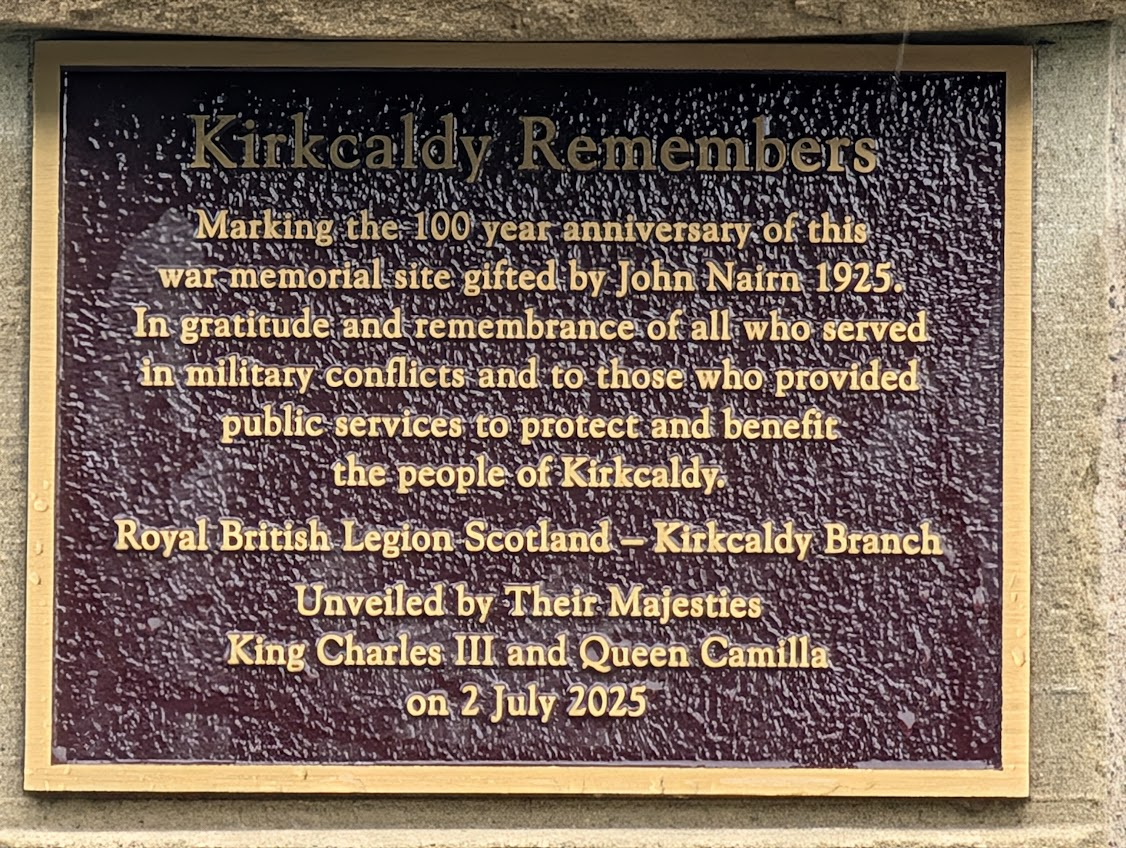 Kirkcaldy Remembers
Marking the 100 year anniversary of this
war memorial site gifted by John Nairn 1925.
In gratitude and remembrance of all who served
in military conflicts and to those who provided
public services to protect and benefit
the people of Kirkcaldy.
Royal British Legion Scotland – Kirkcaldy Branch
Unveiled by Their Majesties
King Charles III and Queen Camilla
on 2 July 2025